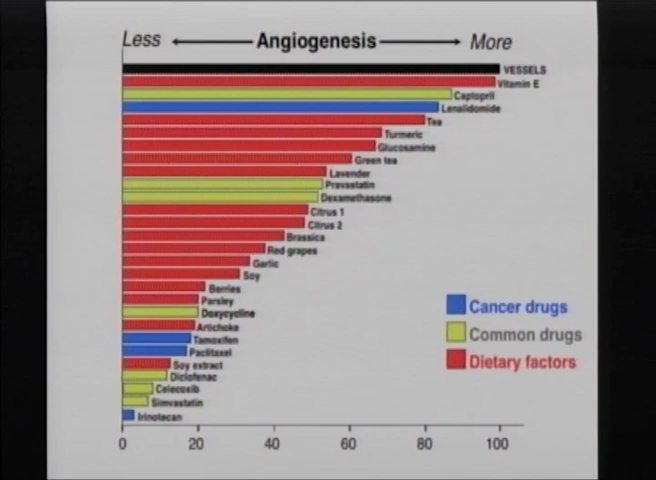 Less Angiogenesis More
VESSELS
Vitamin E
Captopril
Lenalidomide
Tea
Turmeric
Glucosamine
Green tea
Lavender
Pravastatin
Dexamethasone
Citrus 1
Citrus 2
Brassica
Red grapes
Garlic
Soy
Berries
Parsley
Doxycycline
Artichoke
Tamoxifen
Paclitaxel
Soy extract
Diclofenac
Celecoxib
Simvastatin
Irinotecan
Cancer drugs
Common drugs
Dietary factors
0 20 40 60 80 100